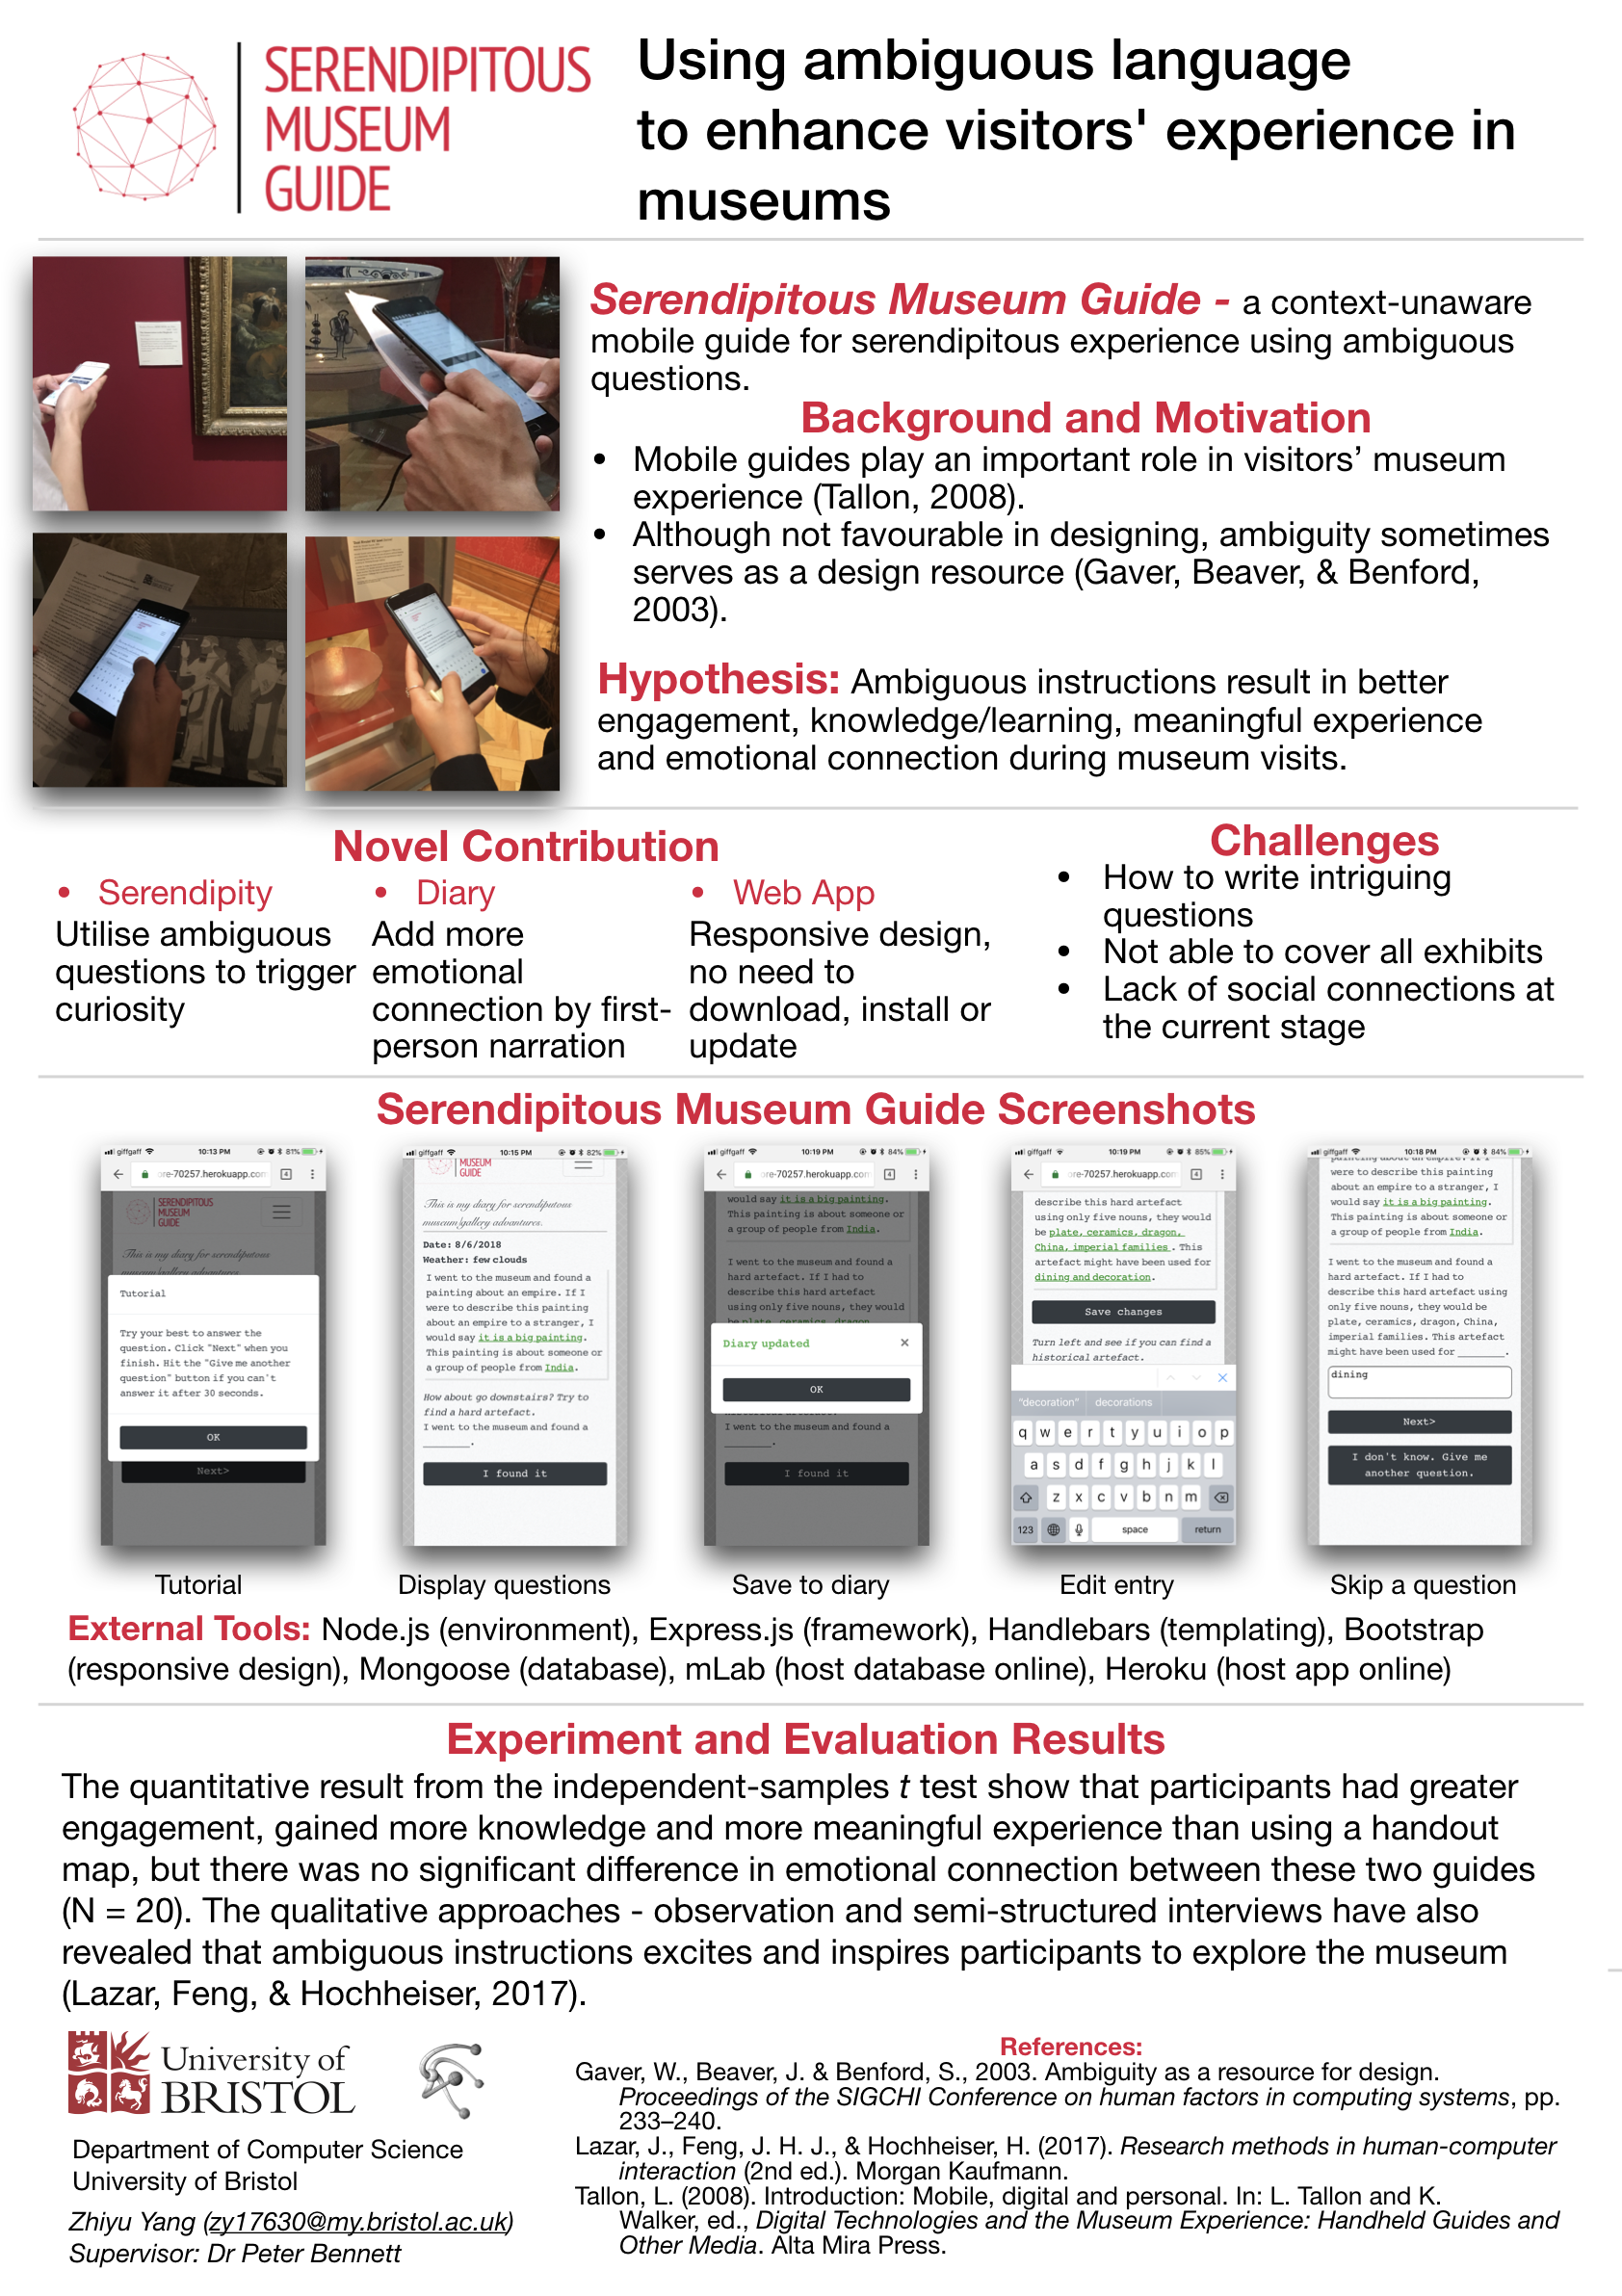 SERENDIPITOUS
MUSEUM
GUIDE
Using ambiguous language
to enhance visitors' experience in
museums
Serendipitous Museum Guide - a context-unaware
mobile guide for serendipitous experience using ambiguous
questions.
Background and Motivation
• Mobile guides play an important role in visitors’ museum
experience (Tallon, 2008).
• Although not favourable in designing, ambiguity sometimes
serves as a design resource (Gaver, Beaver, & Benford,
2003).
Hypothesis: Ambiguous instructions result in better
engagement, knowledge/learning, meaningful experience
and emotional connection during museum visits.
Novel Contribution
• Serendipity
Utilise ambiguous
questions to trigger
curiosity
• Diary
Add more
emotional
connection by first-
person narration
• Web App
Responsive design,
no need to
download, install or
update
Challenges
• How to write intriguing
questions
• Not able to cover all exhibits
• Lack of social connections at
the current stage
Serendipitous Museum Guide Screenshots
giffgaff 10:13 PM 81%
ore-70257.herokuapp.com 4
SERENDIPITOUS
MUSEUM
GUIDE
This is my diary for serendipitous
museum/gallery advantures.
Tutorial
Try your best to answer the
question. Click "Next" when you
finish. Hit the "Give me another
question" button if you can't
answer it after 30 seconds.
OK
Next>
Tutorial
giffgaff 10:15 PM 82%
MUSEUM
GUIDE
This is my diary for serendipitous
museum/gallery advantures.
Date: 8/6/2018
Weather: few clouds
I went to the museum and found a
painting about an empire. If I
were to describe this painting
about an empire to a stranger, I
would say it is a big painting.
This painting is about someone or
a group of people from India.
How about go downstairs? Try to
find a hard artefact.
I went to the museum and found a
________.
I found it
Display questions
giffgaff 10:19 PM 84%
ore-70257.herokuapp.com 4
would say it is a big painting.
This painting is about someone or
a group of people from India.
I went to the museum and found a
hard artefact. If I had to
describe this hard artefact
using only five nouns, they would
be plate, ceramics, dragon,
Diary updated ×
OK
I went to the museum and found a
________.
I found it
Save to diary
giffgaff 10:19 PM 85%
ore-70257.herokuapp.com 4
describe this hard artefact
using only five nouns, they would
be plate, ceramics, dragon,
China, imperial families . This
artefact might have been used for
dining and decoration.
Save changes
Turn left and see if you can find a
historical artefact.
"decoration" decorations
q w e r t y u i o p
a s d f g h j k l
z x c v b n m
123 space return
Edit entry
giffgaff 10:18 PM 84%
painting about an empire. If I
were to describe this painting
about an empire to a stranger, I
would say it is a big painting.
This painting is about someone or
a group of people from India.
I went to the museum and found a
hard artefact. If I had to
describe this hard artefact using
only five nouns, they would be
plate, ceramics, dragon, China,
imperial families. This artefact
might have been used for ________.
dining
Next>
I don't know. Give me
another question.
Skip a question
External Tools: Node.js (environment), Express.js (framework), Handlebars (templating), Bootstrap
(responsive design), Mongoose (database), mLab (host database online), Heroku (host app online)
Experiment and Evaluation Results
The quantitative result from the independent-samples t test show that participants had greater
engagement, gained more knowledge and more meaningful experience than using a handout
map, but there was no significant difference in emotional connection between these two guides
(N = 20). The qualitative approaches - observation and semi-structured interviews have also
revealed that ambiguous instructions excites and inspires participants to explore the museum
(Lazar, Feng, & Hochheiser, 2017).
University of
BRISTOL
Department of Computer Science
University of Bristol
Zhiyu Yang (zy17630@my.bristol.ac.uk)
Supervisor: Dr Peter Bennett
References:
Gaver, W., Beaver, J. & Benford, S., 2003. Ambiguity as a resource for design.
Proceedings of the SIGCHI Conference on human factors in computing systems, pp.
233–240.
Lazar, J., Feng, J. H. J., & Hochheiser, H. (2017). Research methods in human-computer
interaction (2nd ed.). Morgan Kaufmann.
Tallon, L. (2008). Introduction: Mobile, digital and personal. In: L. Tallon and K.
Walker, ed., Digital Technologies and the Museum Experience: Handheld Guides and
Other Media. Alta Mira Press.